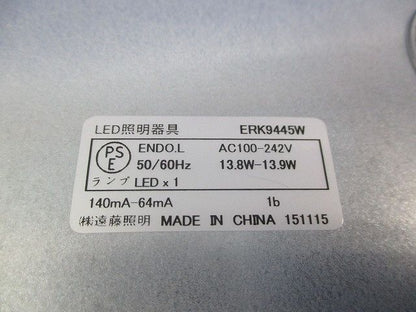 LED照明器具 ERK9445W
PS E ENDO.L AC100-242V
50/60Hz 13.8W-13.9W
ランプ LED x 1
140mA-64mA 1b
㈱遠藤照明 MADE IN CHINA 151115